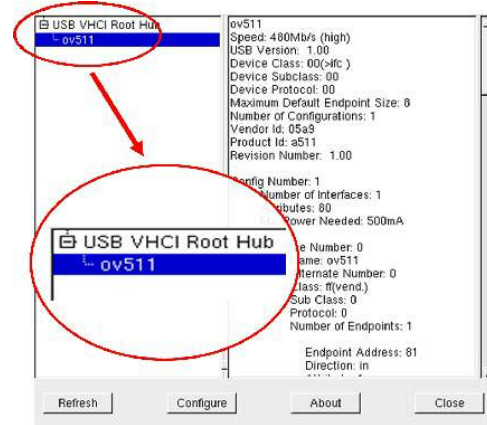 USB VHCI Root Hub
ov511
ov511
Speed: 480Mb/s (high)
USB Version: 1.00
Device Class: 00(>ifc )
Device Subclass: 00
Device Protocol: 00
Maximum Default Endpoint Size: 8
Number of Configurations: 1
Vendor Id: 05a9
Product Id: a511
Revision Number: 1.00
Number: 1
Number of Interfaces: 1
80
Power Needed: 500mA
Number: 0
ov511
Number: 0
Class: ff(vend.)
Sub Class: 0
Protocol: 0
Number of Endpoints: 1
Endpoint Address: 81
Direction: in
USB VHCI Root Hub
ov511
Refresh
Configure
About
Close